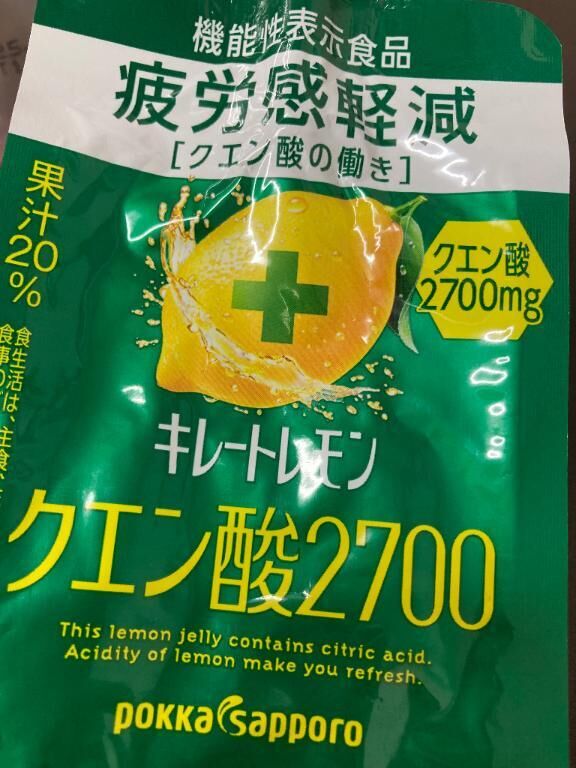 機能性表示食品
疲労感軽減
[クエン酸の働き]
果汁20%
クエン酸
2700mg
食生活は、主食、
食事の
キレートレモン
クエン酸2700
This lemon jelly contains citric acid.
Acidity of lemon make you refresh.
pokka sapporo